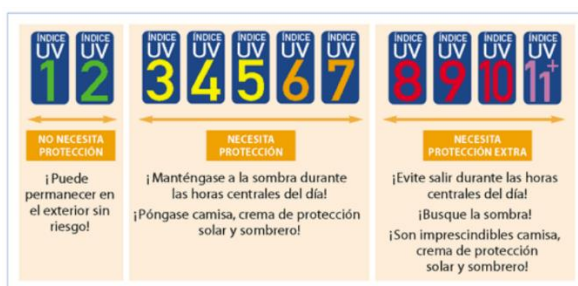 ÍNDICE UV 1
ÍNDICE UV 2
ÍNDICE UV 3
ÍNDICE UV 4
ÍNDICE UV 5
ÍNDICE UV 6
ÍNDICE UV 7
ÍNDICE UV 8
ÍNDICE UV 9
ÍNDICE UV 10
ÍNDICE UV 11+
NO NECESITA
PROTECCIÓN
¡Puede
permanecer en
el exterior sin
riesgo!
NECESITA
PROTECCIÓN
¡Manténgase a la sombra durante
las horas centrales del día!
¡Póngase camisa, crema de protección
solar y sombrero!
NECESITA
PROTECCIÓN EXTRA
¡Evite salir durante las horas
centrales del día!
¡Busque la sombra!
¡Son imprescindibles camisa,
crema de protección
solar y sombrero!